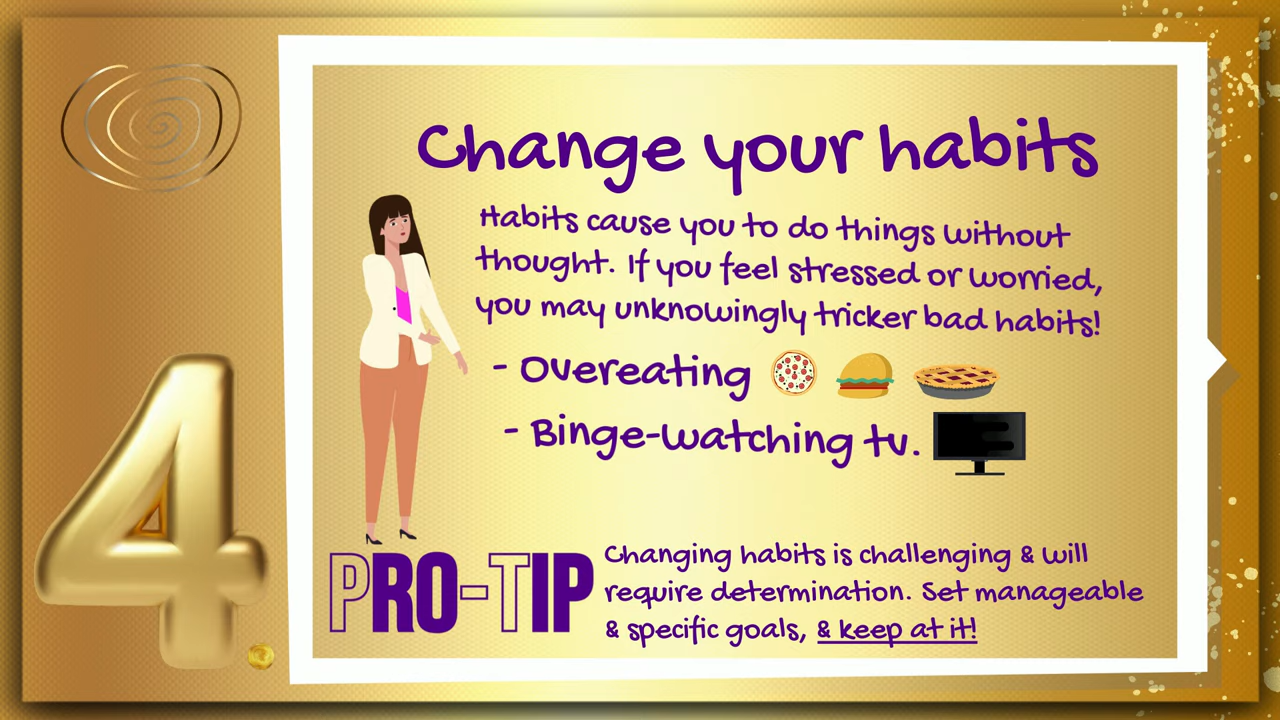 Change your habits
Habits cause you to do things without
thought. If you feel stressed or worried,
you may unknowingly tricker bad habits!
- Overeating
- Binge-watching tv.
4.
PRO-TIP
Changing habits is challenging & will
require determination. Set manageable
& specific goals, & keep at it!